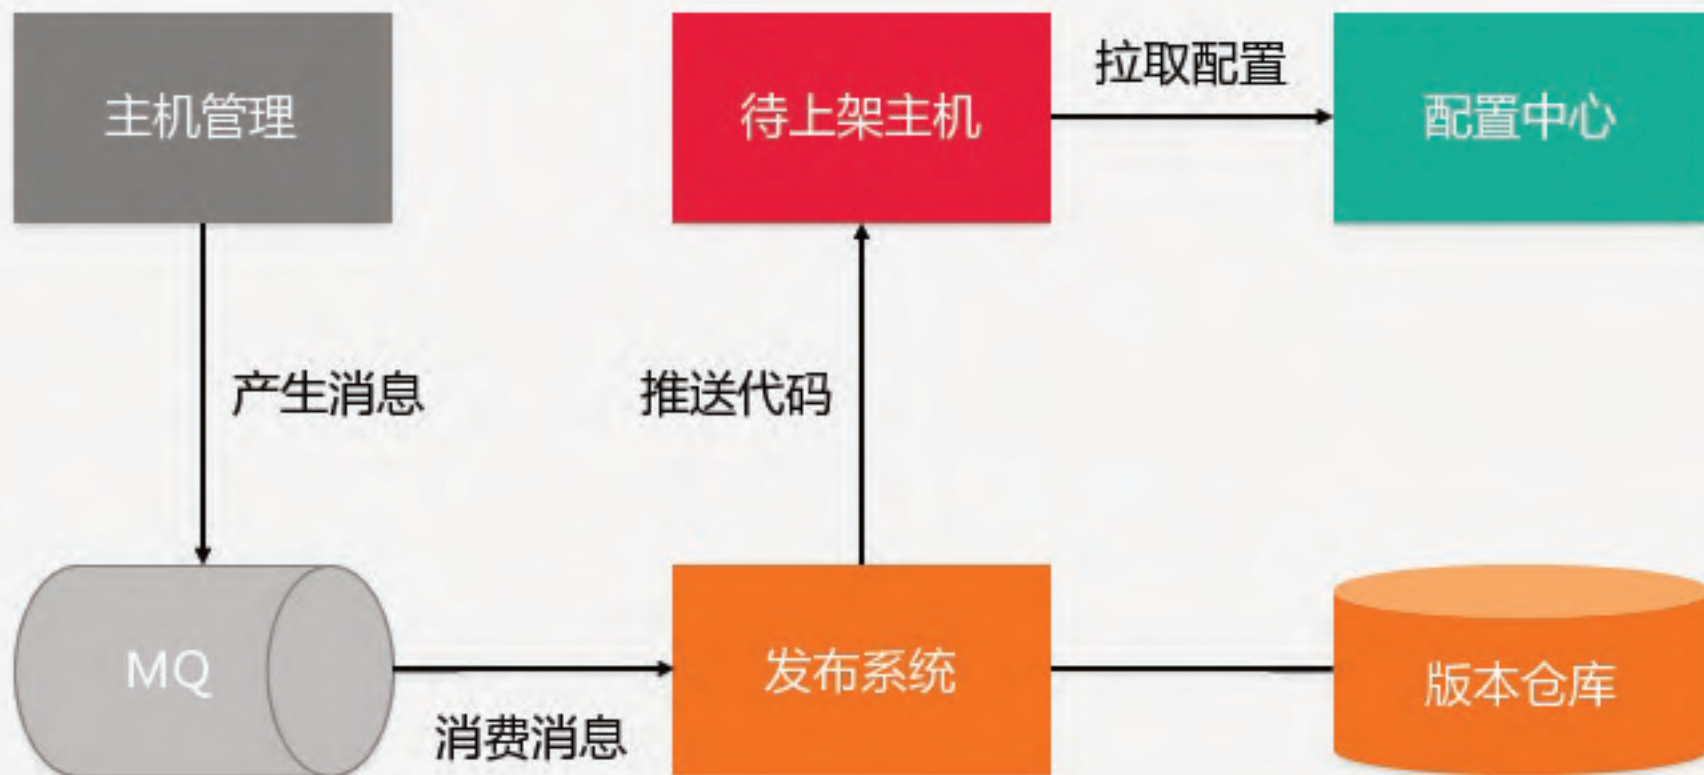 主机管理
待上架主机
拉取配置
配置中心
产生消息
推送代码
MQ
消费消息
发布系统
版本仓库